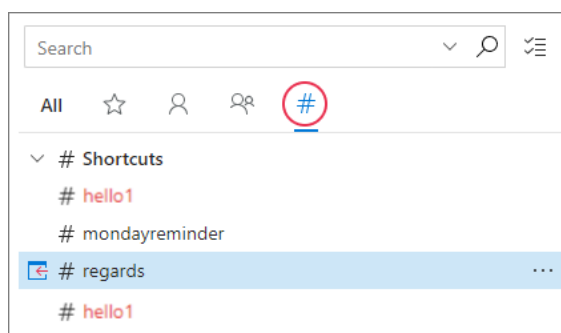 Search
All #
# Shortcuts
# hello1
# mondayreminder
# regards ...
# hello1